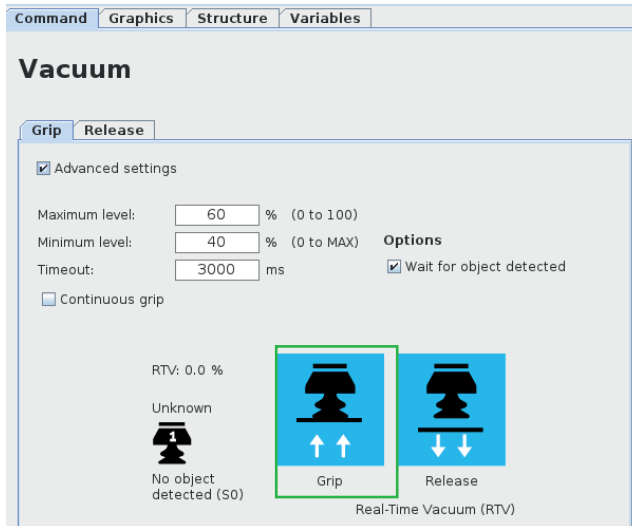 Command Graphics Structure Variables
Vacuum
Grip Release
Advanced settings
Maximum level: 60 % (0 to 100)
Minimum level: 40 % (0 to MAX) Options
Timeout: 3000 ms Wait for object detected
Continuous grip
RTV: 0.0 %
Unknown
1
No object
detected (S0)
Grip Release
Real-Time Vacuum (RTV)